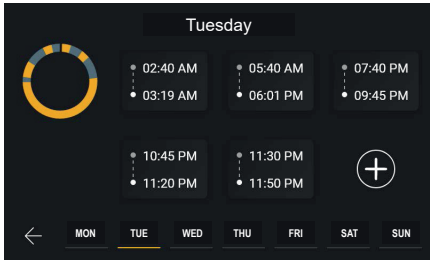 Tuesday
02:40 AM
03:19 AM
05:40 AM
06:01 PM
07:40 PM
09:45 PM
10:45 PM
11:20 PM
11:30 PM
11:50 PM
MON TUE WED THU FRI SAT SUN